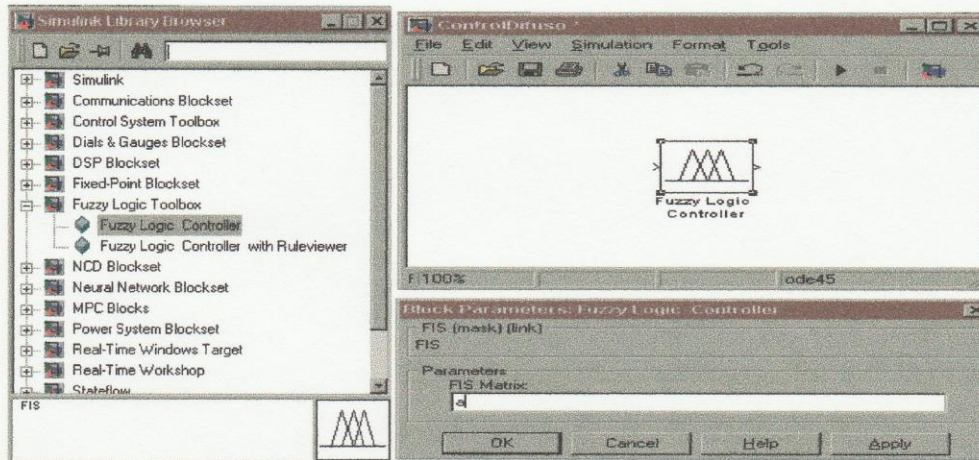 Simulink Library Browser
Simulink
Communications Blockset
Control System Toolbox
Dials & Gauges Blockset
DSP Blockset
Fixed-Point Blockset
Fuzzy Logic Toolbox
Fuzzy Logic Controller
Fuzzy Logic Controller with Ruleviewer
NCD Blockset
Neural Network Blockset
MPC Blocks
Power System Blockset
Real-Time Windows Target
Real-Time Workshop
Stateflow
FIS
ControlDifuso *
File Edit View Simulation Format Tools
Fuzzy Logic
Controller
F 100% ode45
Block Parameters: Fuzzy Logic Controller
FIS (mask) (link)
FIS
Parameters
FIS Matrix:
a
OK Cancel Help Apply